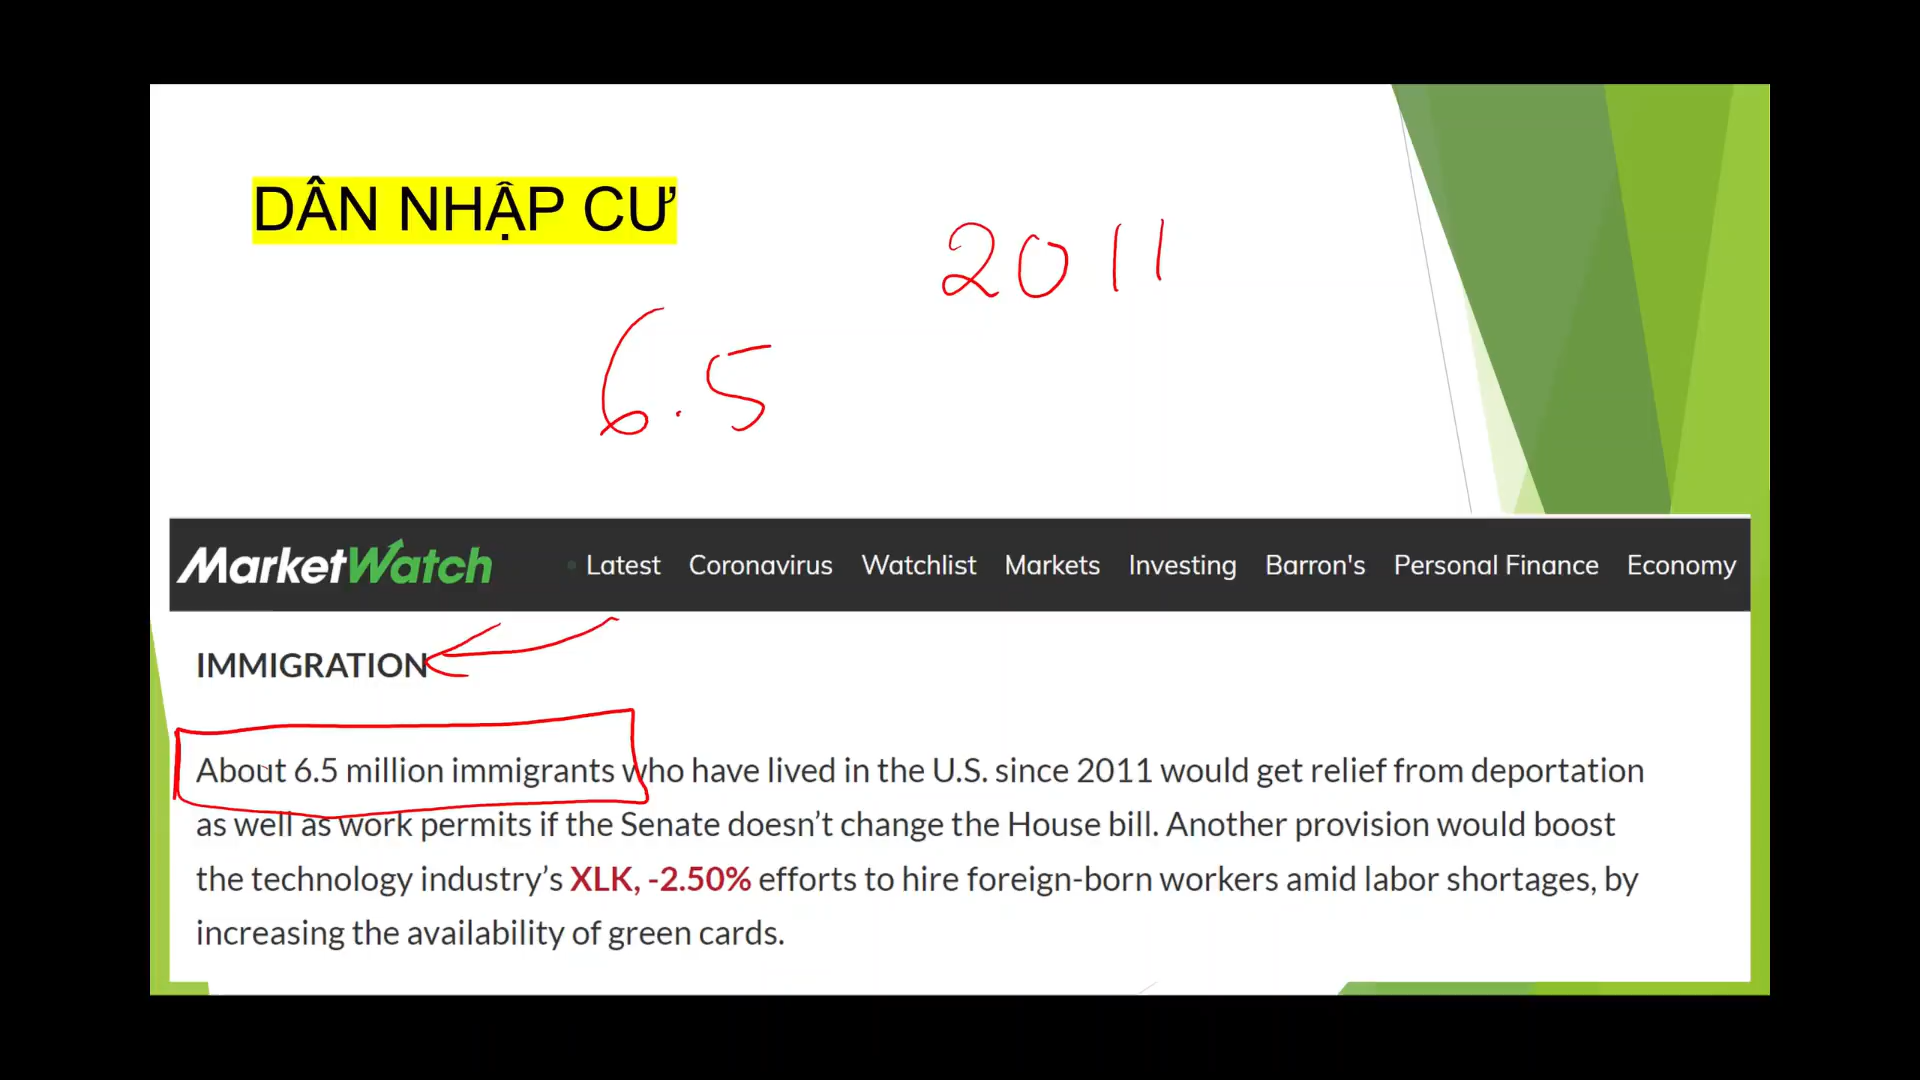 DÂN NHẬP CƯ
2011
6.5
MarketWatch
Latest Coronavirus Watchlist Markets Investing Barron's Personal Finance Economy
IMMIGRATION
About 6.5 million immigrants who have lived in the U.S. since 2011 would get relief from deportation
as well as work permits if the Senate doesn’t change the House bill. Another provision would boost
the technology industry’s XLK, -2.50% efforts to hire foreign-born workers amid labor shortages, by
increasing the availability of green cards.